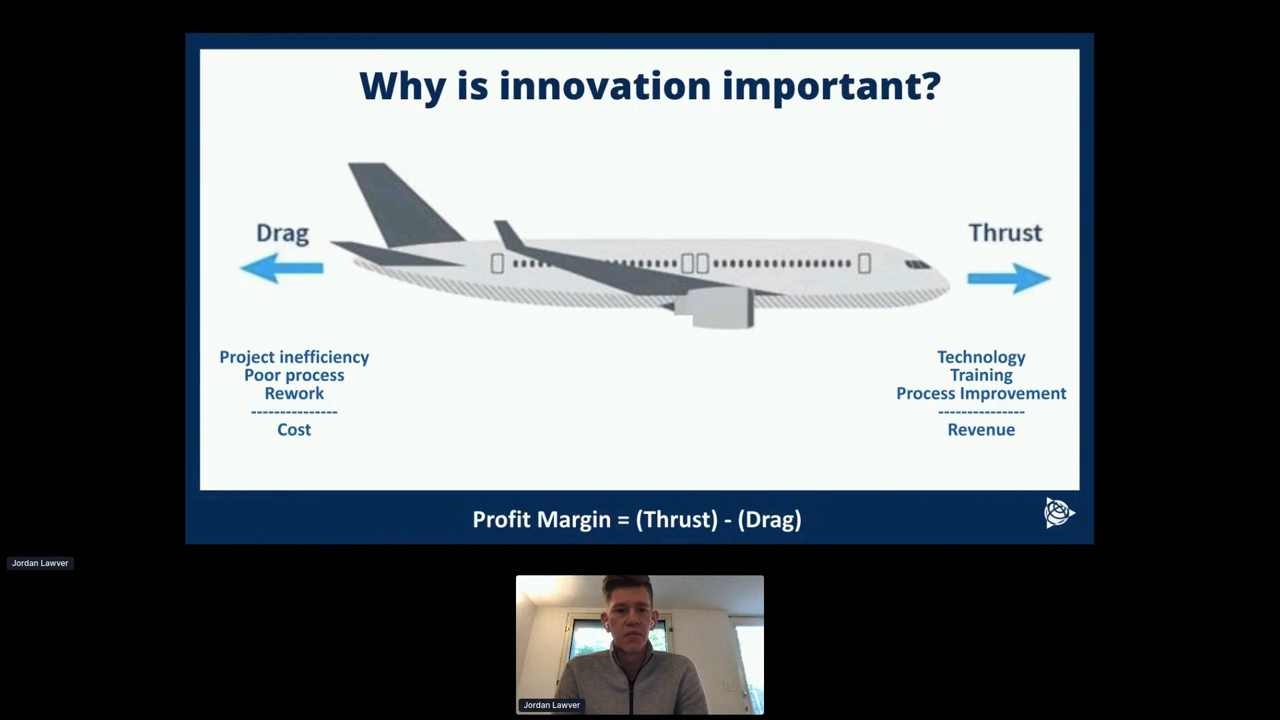 Why is innovation important?
Drag
Thrust
Project inefficiency
Poor process
Rework
---------------
Cost
Technology
Training
Process Improvement
---------------
Revenue
Profit Margin = (Thrust) - (Drag)
Jordan Lawver
Jordan Lawver